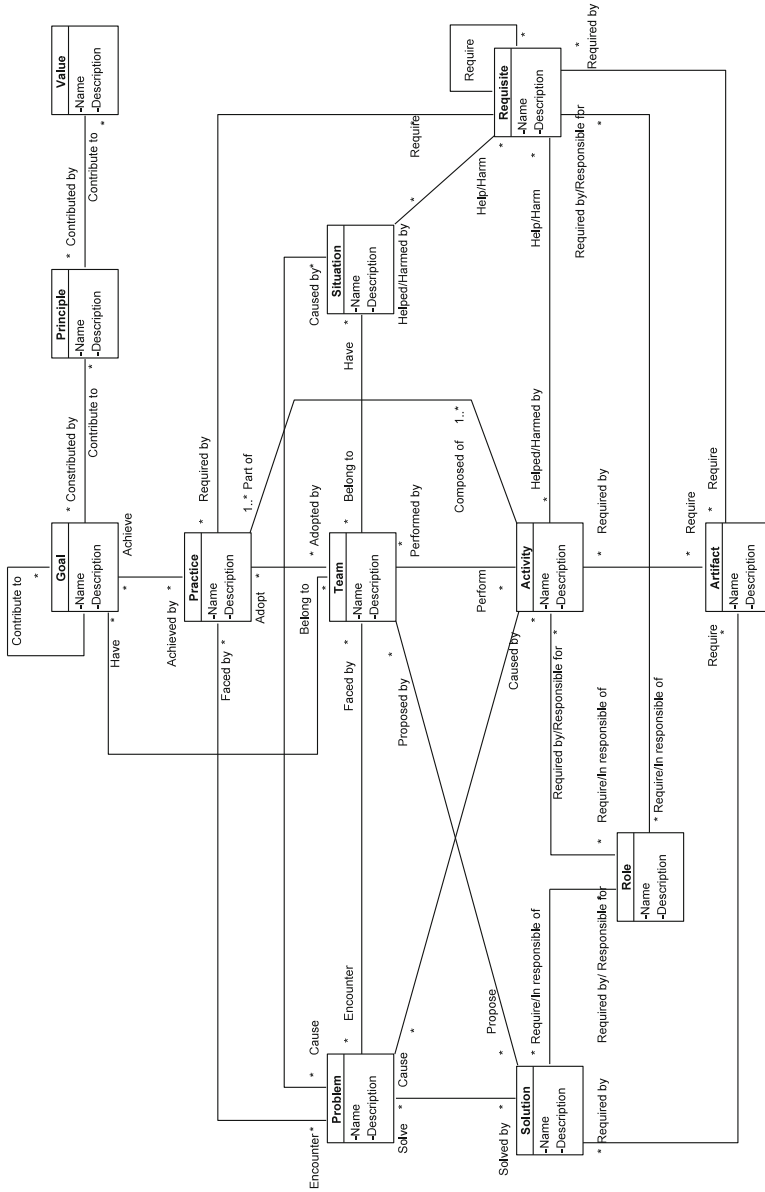 Contribute to
*
Goal
-Name
-Description
* Constributed by
Contribute to
*
Principle
-Name
-Description
* Contributed by
Contribute to
*
Value
-Name
-Description
*
Have
*
Achieve
Achieved by
*
Practice
-Name
-Description
Faced by *
*
Adopt
* Required by
1..* Part of
Belong to
*
* Adopted by
Encounter*
* Cause
Problem
-Name
-Description
* Encounter
Faced by *
Team
-Name
-Description
* Belong to
Have
*
Caused by*
Situation
-Name
-Description
Helped/Harmed by
*
Require
*
Require
*
Requisite
-Name
-Description
Help/Harm
*
Help/Harm
*
* Required by
Required by/Responsible for
*
Solve
*
Cause
*
*
Proposed by
*
Performed by
Composed of
1..*
Perform
*
Solved by *
Propose
*
Solution
-Name
-Description
* Require/In responsible of
Caused by
*
Activity
-Name
-Description
* Helped/Harmed by
*
Required by/Responsible for
* Required by
* Required by
Required by/ Responsible for
*
* Require/In responsible of
* Require/In responsible of
Role
-Name
-Description
Require
*
Require
*
* Require
Artifact
-Name
-Description